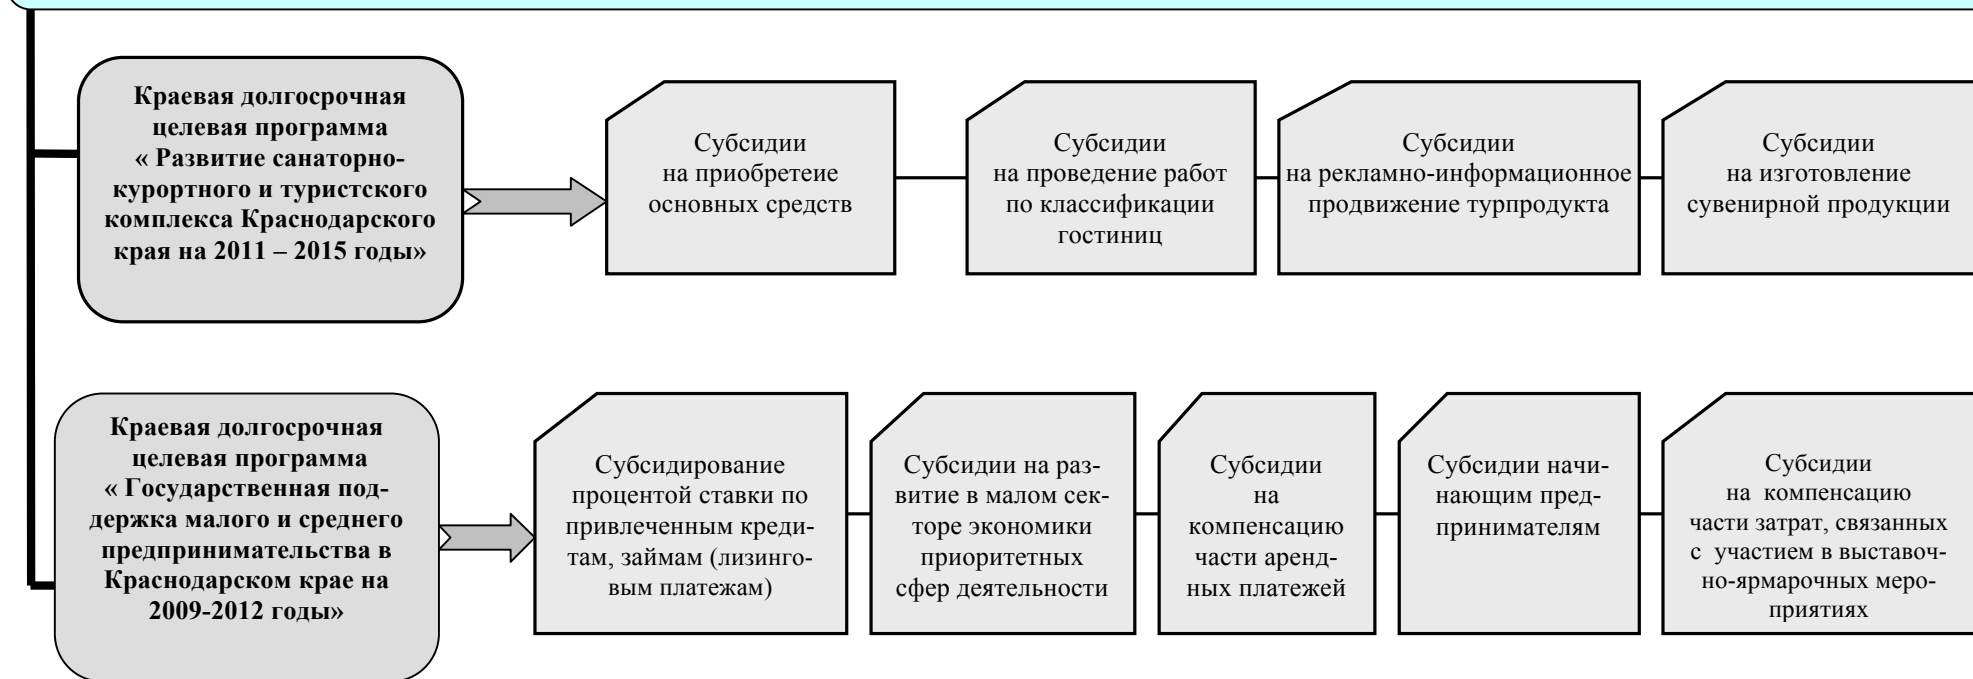 Краевая долгосрочная
целевая программа
« Развитие санаторно-
курортного и туристского
комплекса Краснодарского
края на 2011 – 2015 годы»
Субсидии
на приобретеие
основных средств
Субсидии
на проведение работ
по классификации
гостиниц
Субсидии
на рекламно-информационное
продвижение турпродукта
Субсидии
на изготовление
сувенирной продукции
Краевая долгосрочная
целевая программа
« Государственная под-
держка малого и среднего
предпринимательства в
Краснодарском крае на
2009-2012 годы»
Субсидирование
процентой ставки по
привлеченным креди-
там, займам (лизинго-
вым платежам)
Субсидии на раз-
витие в малом сек-
торе экономики
приоритетных
сфер деятельности
Субсидии
на
компенсацию
части аренд-
ных платежей
Субсидии начи-
нающим пред-
принимателям
Субсидии
на компенсацию
части затрат, связанных
с участием в выставоч-
но-ярмарочных меро-
приятиях